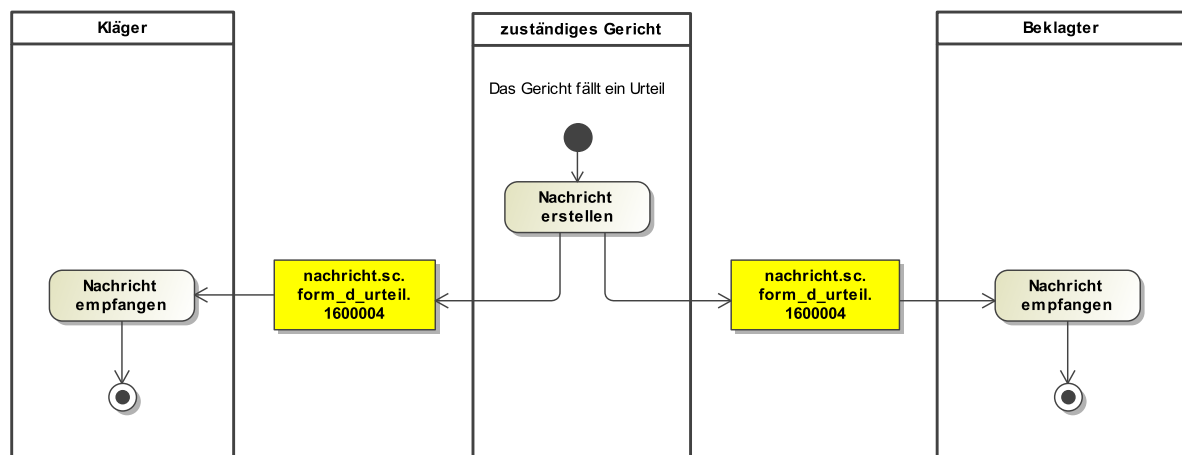 Kläger
zuständiges Gericht
Beklagter
Das Gericht fällt ein Urteil
Nachricht
erstellen
nachricht.sc.
form_d_urteil.
1600004
nachricht.sc.
form_d_urteil.
1600004
Nachricht
empfangen
Nachricht
empfangen